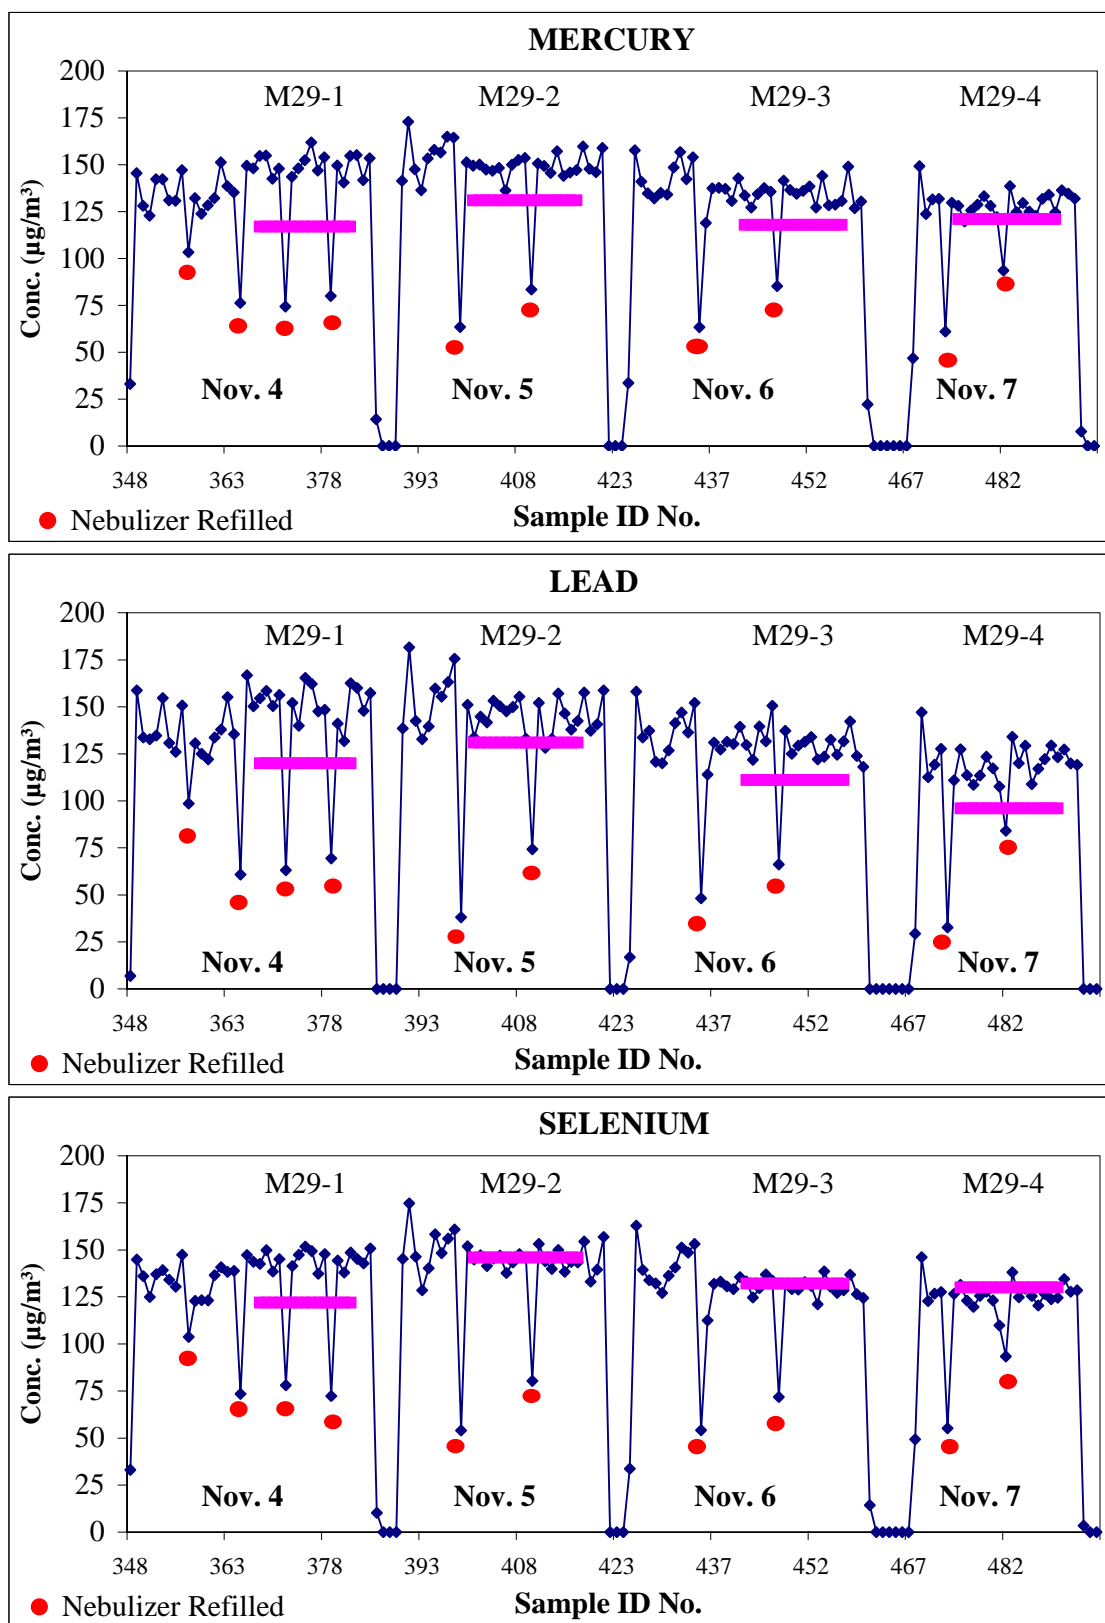 MERCURY
200
M29-1 M29-2 M29-3 M29-4
175
150
125
100
75
50
25
0
Conc. (µg/m³)
Nov. 4 Nov. 5 Nov. 6 Nov. 7
348 363 378 393 408 423 437 452 467 482
Nebulizer Refilled Sample ID No.
LEAD
200
M29-1 M29-2 M29-3 M29-4
175
150
125
100
75
50
25
0
Conc. (µg/m³)
Nov. 4 Nov. 5 Nov. 6 Nov. 7
348 363 378 393 408 423 437 452 467 482
Nebulizer Refilled Sample ID No.
SELENIUM
200
M29-1 M29-2 M29-3 M29-4
175
150
125
100
75
50
25
0
Conc. (µg/m³)
Nov. 4 Nov. 5 Nov. 6 Nov. 7
348 363 378 393 408 423 437 452 467 482
Nebulizer Refilled Sample ID No.